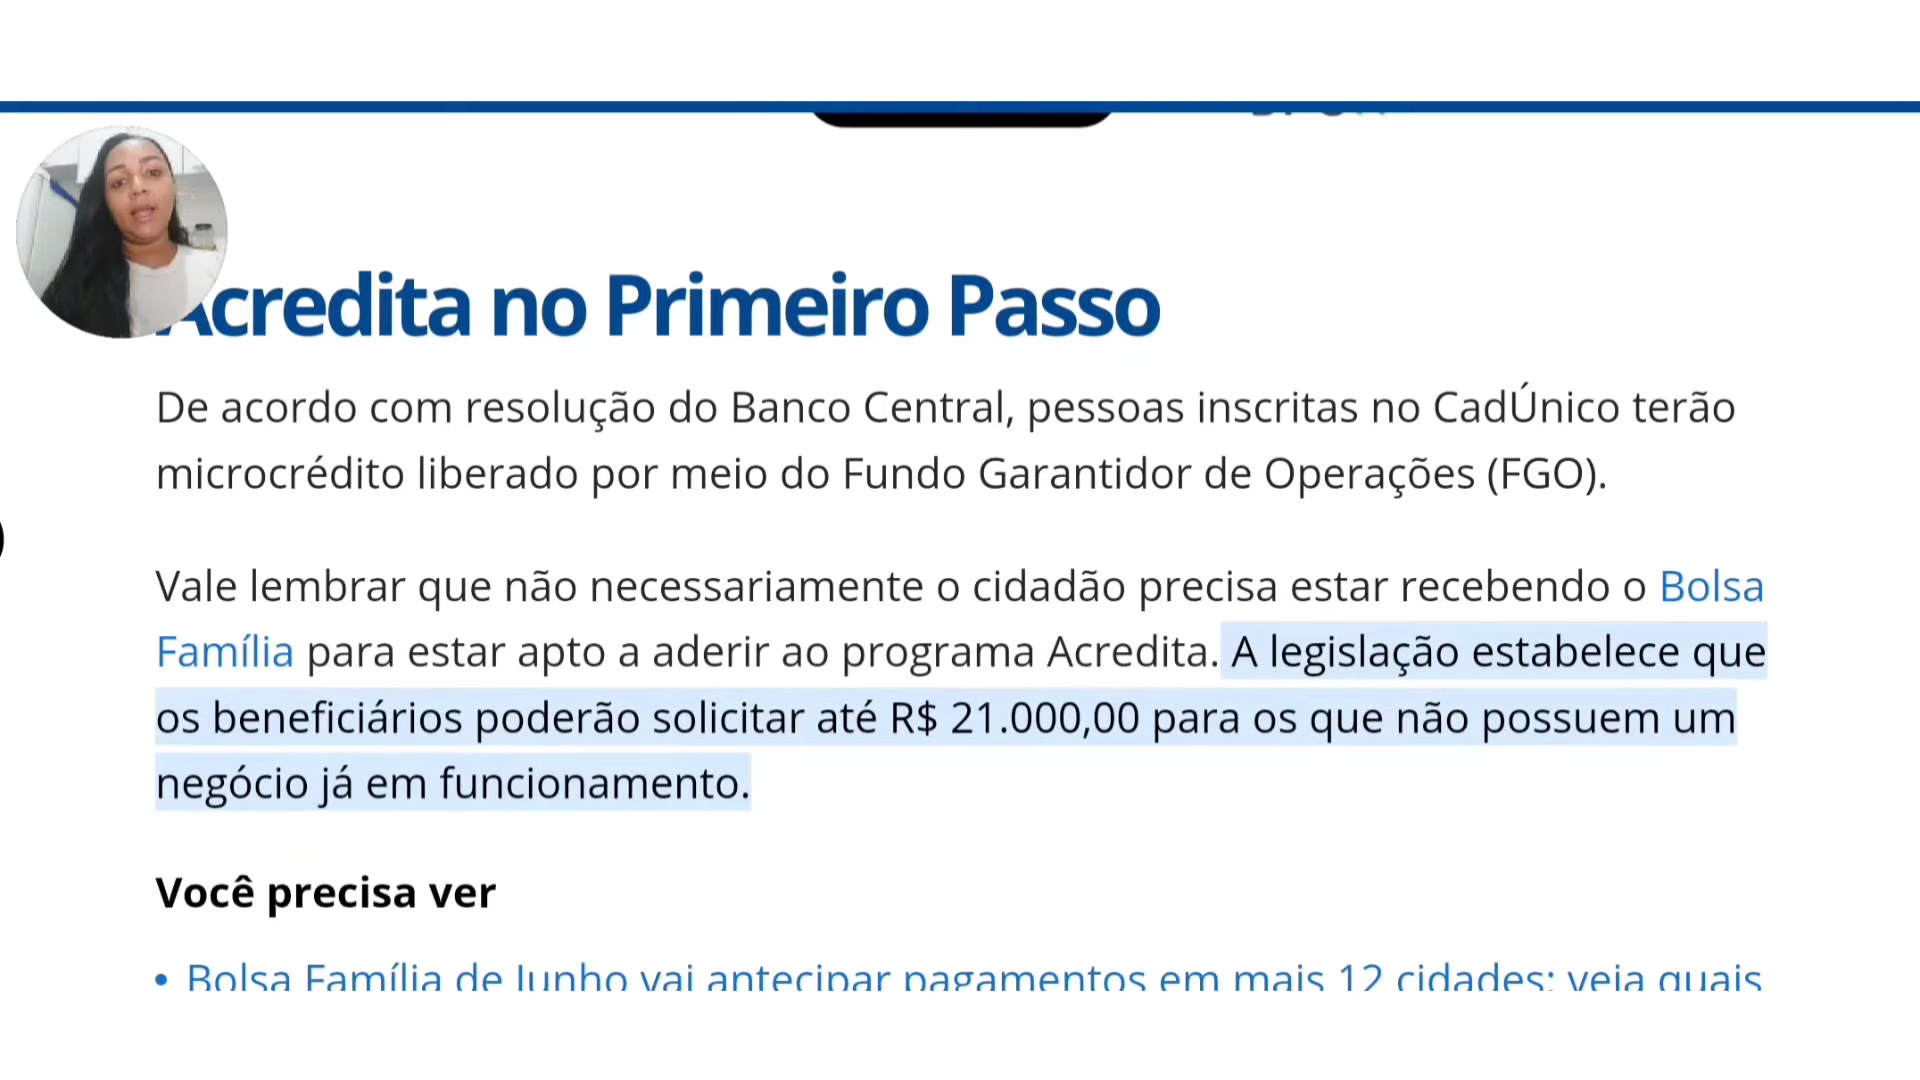 Acredita no Primeiro Passo
De acordo com resolução do Banco Central, pessoas inscritas no CadÚnico terão
microcrédito liberado por meio do Fundo Garantidor de Operações (FGO).
Vale lembrar que não necessariamente o cidadão precisa estar recebendo o Bolsa
Família para estar apto a aderir ao programa Acredita. A legislação estabelece que
os beneficiários poderão solicitar até R$ 21.000,00 para os que não possuem um
negócio já em funcionamento.
Você precisa ver
• Bolsa Família de Junho vai antecipar pagamentos em mais 12 cidades; veja quais